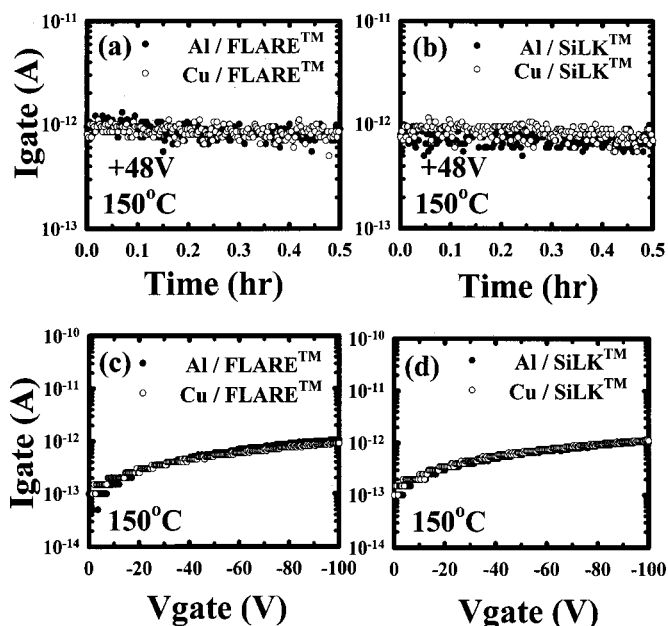 10⁻¹¹
(a) ● Al / FLARE™
○ Cu / FLARE™
Igate (A)
10⁻¹²
+48V
150°C
10⁻¹³
0.0 0.1 0.2 0.3 0.4 0.5
Time (hr)
10⁻¹¹
(b) ● Al / SiLK™
○ Cu / SiLK™
10⁻¹²
+48V
150°C
10⁻¹³
0.0 0.1 0.2 0.3 0.4 0.5
Time (hr)
10⁻¹⁰
(c) ● Al / FLARE™
○ Cu / FLARE™
10⁻¹¹
Igate (A)
10⁻¹²
10⁻¹³
150°C
10⁻¹⁴
0 -20 -40 -60 -80 -100
Vgate (V)
10⁻¹⁰
(d) ● Al / SiLK™
○ Cu / SiLK™
10⁻¹¹
10⁻¹²
10⁻¹³
150°C
10⁻¹⁴
0 -20 -40 -60 -80 -100
Vgate (V)